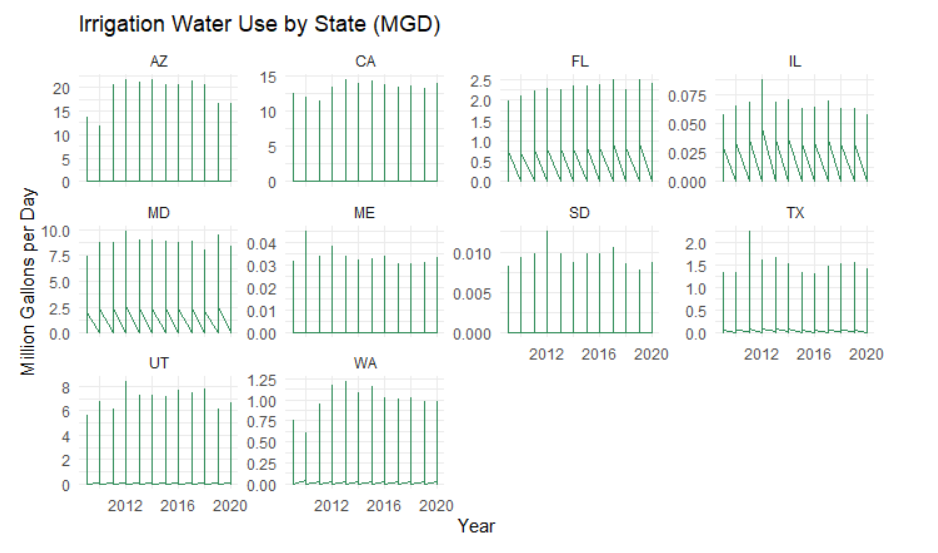 Irrigation Water Use by State (MGD)
AZ
CA
FL
IL
20
15
10
5
0
15
10
5
0
2.5
2.0
1.5
1.0
0.5
0.0
0.075
0.050
0.025
0.000
MD
ME
SD
TX
10.0
7.5
5.0
2.5
0.0
0.04
0.03
0.02
0.01
0.00
0.010
0.005
0.000
2.0
1.5
1.0
0.5
0.0
2012 2016 2020
2012 2016 2020
UT
WA
8
6
4
2
0
1.25
1.00
0.75
0.50
0.25
0.00
2012 2016 2020
2012 2016 2020
Million Gallons per Day
Year